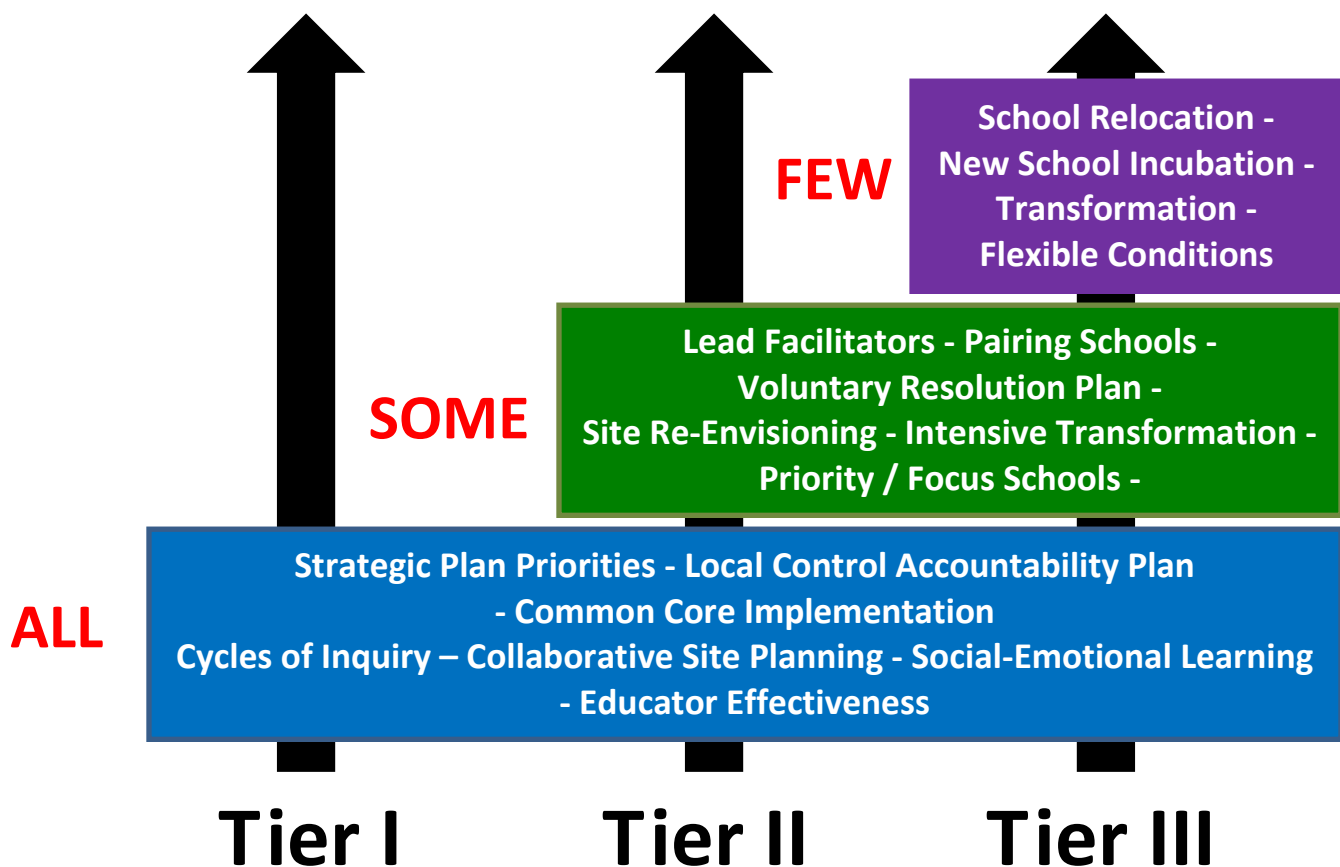 FEW
School Relocation -
New School Incubation -
Transformation -
Flexible Conditions
SOME
Lead Facilitators - Pairing Schools -
Voluntary Resolution Plan -
Site Re-Envisioning - Intensive Transformation -
Priority / Focus Schools -
ALL
Strategic Plan Priorities - Local Control Accountability Plan
- Common Core Implementation
Cycles of Inquiry – Collaborative Site Planning - Social-Emotional Learning
- Educator Effectiveness
Tier I
Tier II
Tier III